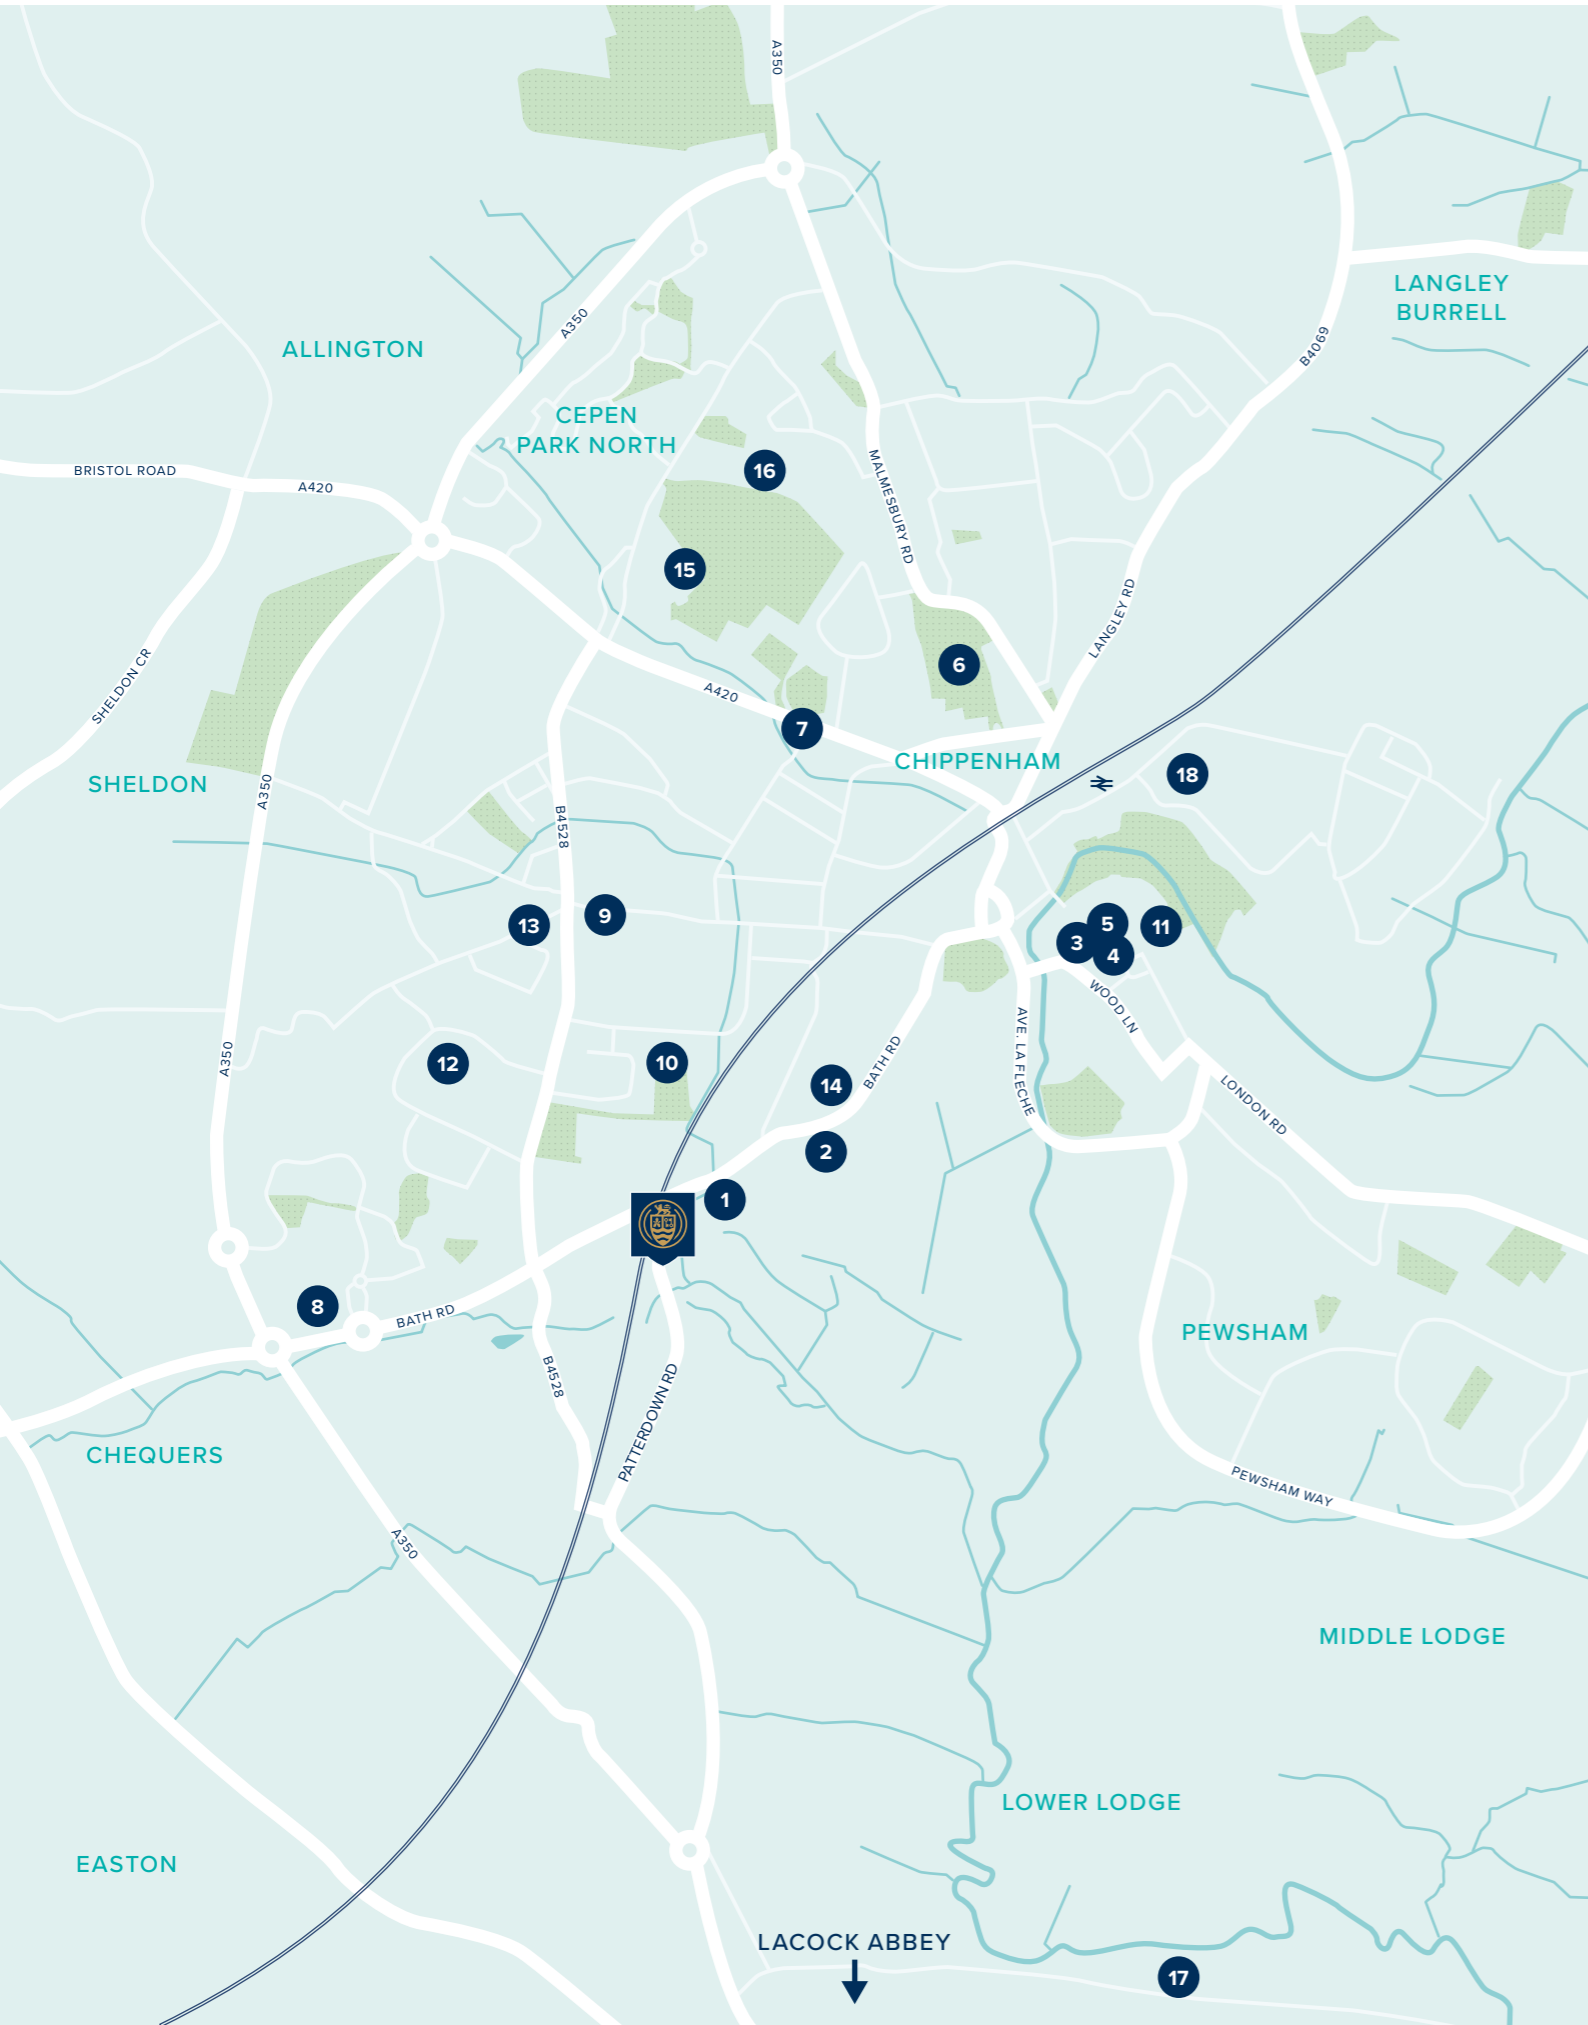 A350
LANGLEY
BURRELL
A350
B4069
ALLINGTON
CEPEN
PARK NORTH
BRISTOL ROAD
A420
16
MALMESBURY RD
15
LANGLEY RD
SHELDON CR
6
A420
7
CHIPPENHAM
18
SHELDON
A350
B4528
13
9
5
11
3
4
WOOD LN
AVE. LA FLECHE
A350
12
10
14
BATH RD
LONDON RD
2
1
8
BATH RD
PEWSHAM
B4528
PATTERDOWN RD
CHEQUERS
PEWSHAM WAY
A350
MIDDLE LODGE
LOWER LODGE
EASTON
LACOCK ABBEY
17